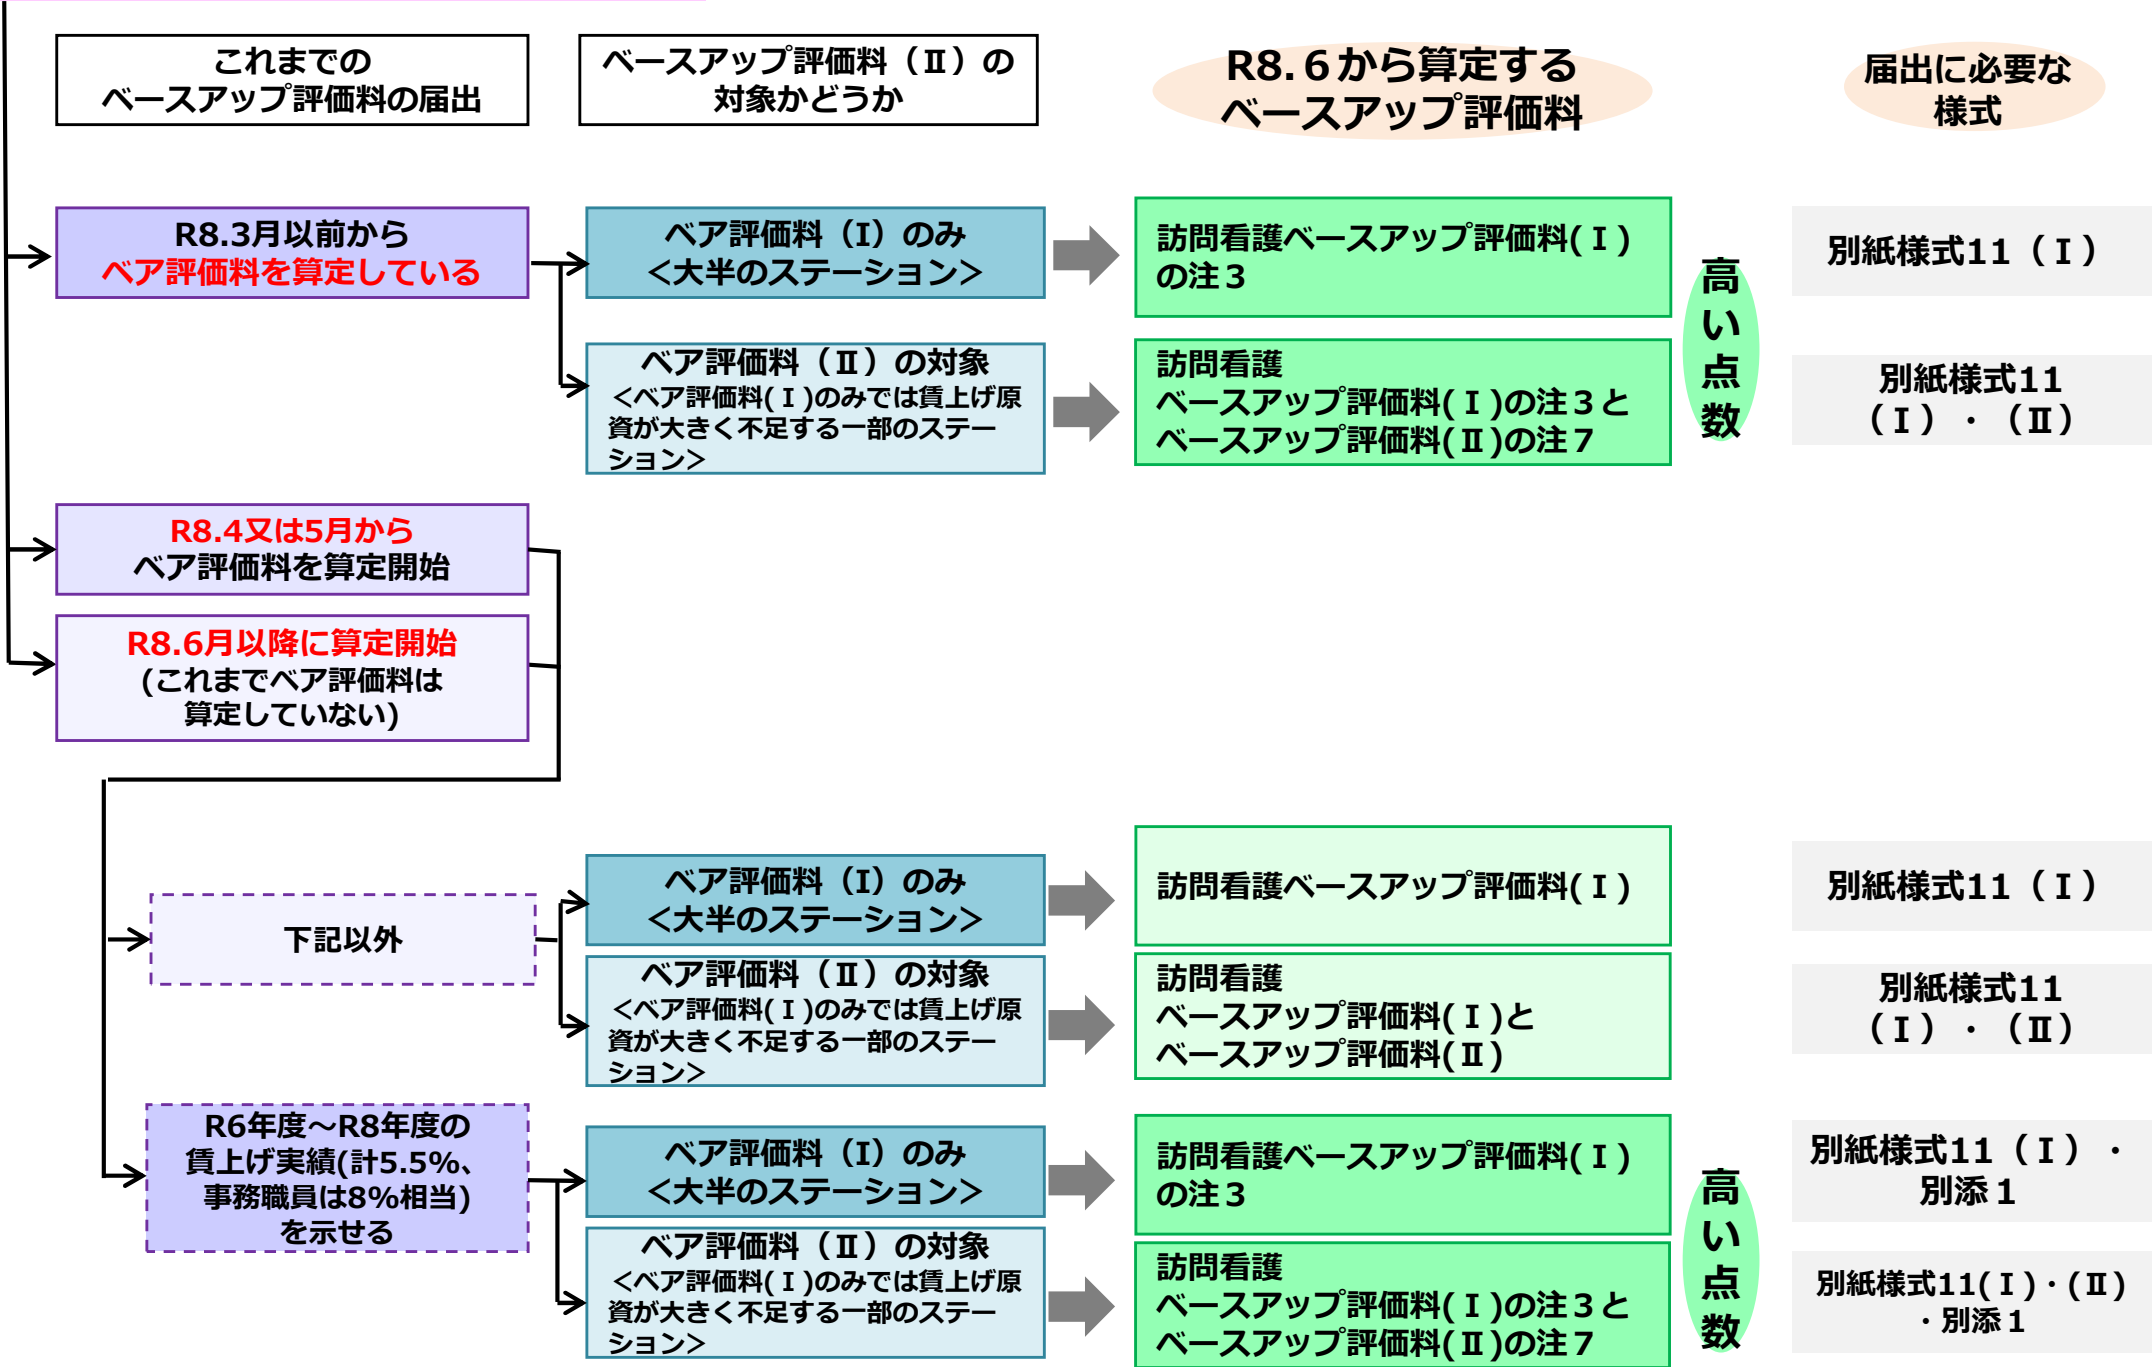 これまでの
ベースアップ評価料の届出
ベースアップ評価料（Ⅱ）の
対象かどうか
R8.６から算定する
ベースアップ評価料
届出に必要な
様式
R8.3月以前から
ベア評価料を算定している
ベア評価料（Ⅰ）のみ
＜大半のステーション＞
訪問看護ベースアップ評価料(Ⅰ)
の注３
別紙様式11（Ⅰ）
ベア評価料（Ⅱ）の対象
＜ベア評価料(Ⅰ)のみでは賃上げ原
資が大きく不足する一部のステー
ション＞
訪問看護
ベースアップ評価料(Ⅰ)の注３と
ベースアップ評価料(Ⅱ)の注７
高い点数
別紙様式11
（Ⅰ）・（Ⅱ）
R8.4又は5月から
ベア評価料を算定開始
R8.6月以降に算定開始
(これまでベア評価料は
算定していない)
下記以外
ベア評価料（Ⅰ）のみ
＜大半のステーション＞
訪問看護ベースアップ評価料(Ⅰ)
別紙様式11（Ⅰ）
ベア評価料（Ⅱ）の対象
＜ベア評価料(Ⅰ)のみでは賃上げ原
資が大きく不足する一部のステー
ション＞
訪問看護
ベースアップ評価料(Ⅰ)と
ベースアップ評価料(Ⅱ)
別紙様式11
（Ⅰ）・（Ⅱ）
R6年度～R8年度の
賃上げ実績(計5.5%、
事務職員は8%相当)
を示せる
ベア評価料（Ⅰ）のみ
＜大半のステーション＞
訪問看護ベースアップ評価料(Ⅰ)
の注３
別紙様式11（Ⅰ）・
別添１
ベア評価料（Ⅱ）の対象
＜ベア評価料(Ⅰ)のみでは賃上げ原
資が大きく不足する一部のステー
ション＞
訪問看護
ベースアップ評価料(Ⅰ)の注３と
ベースアップ評価料(Ⅱ)の注７
高い点数
別紙様式11(Ⅰ)・(Ⅱ)
・別添１